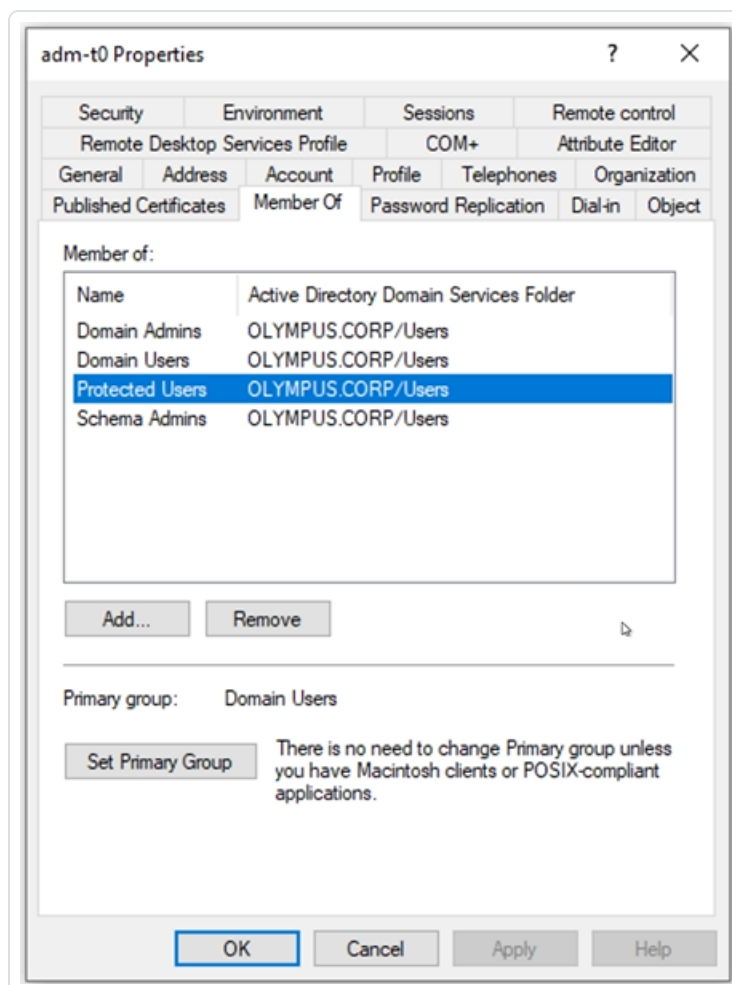 adm-t0 Properties ?
Security Environment Sessions Remote control
Remote Desktop Services Profile COM+ Attribute Editor
General Address Account Profile Telephones Organization
Published Certificates Member Of Password Replication Dial-in Object
Member of:
Name Active Directory Domain Services Folder
Domain Admins OLYMPUS.CORP/Users
Domain Users OLYMPUS.CORP/Users
Protected Users OLYMPUS.CORP/Users
Schema Admins OLYMPUS.CORP/Users
Add... Remove
Primary group: Domain Users
Set Primary Group
There is no need to change Primary group unless
you have Macintosh clients or POSIX-compliant
applications.
OK Cancel Apply Help